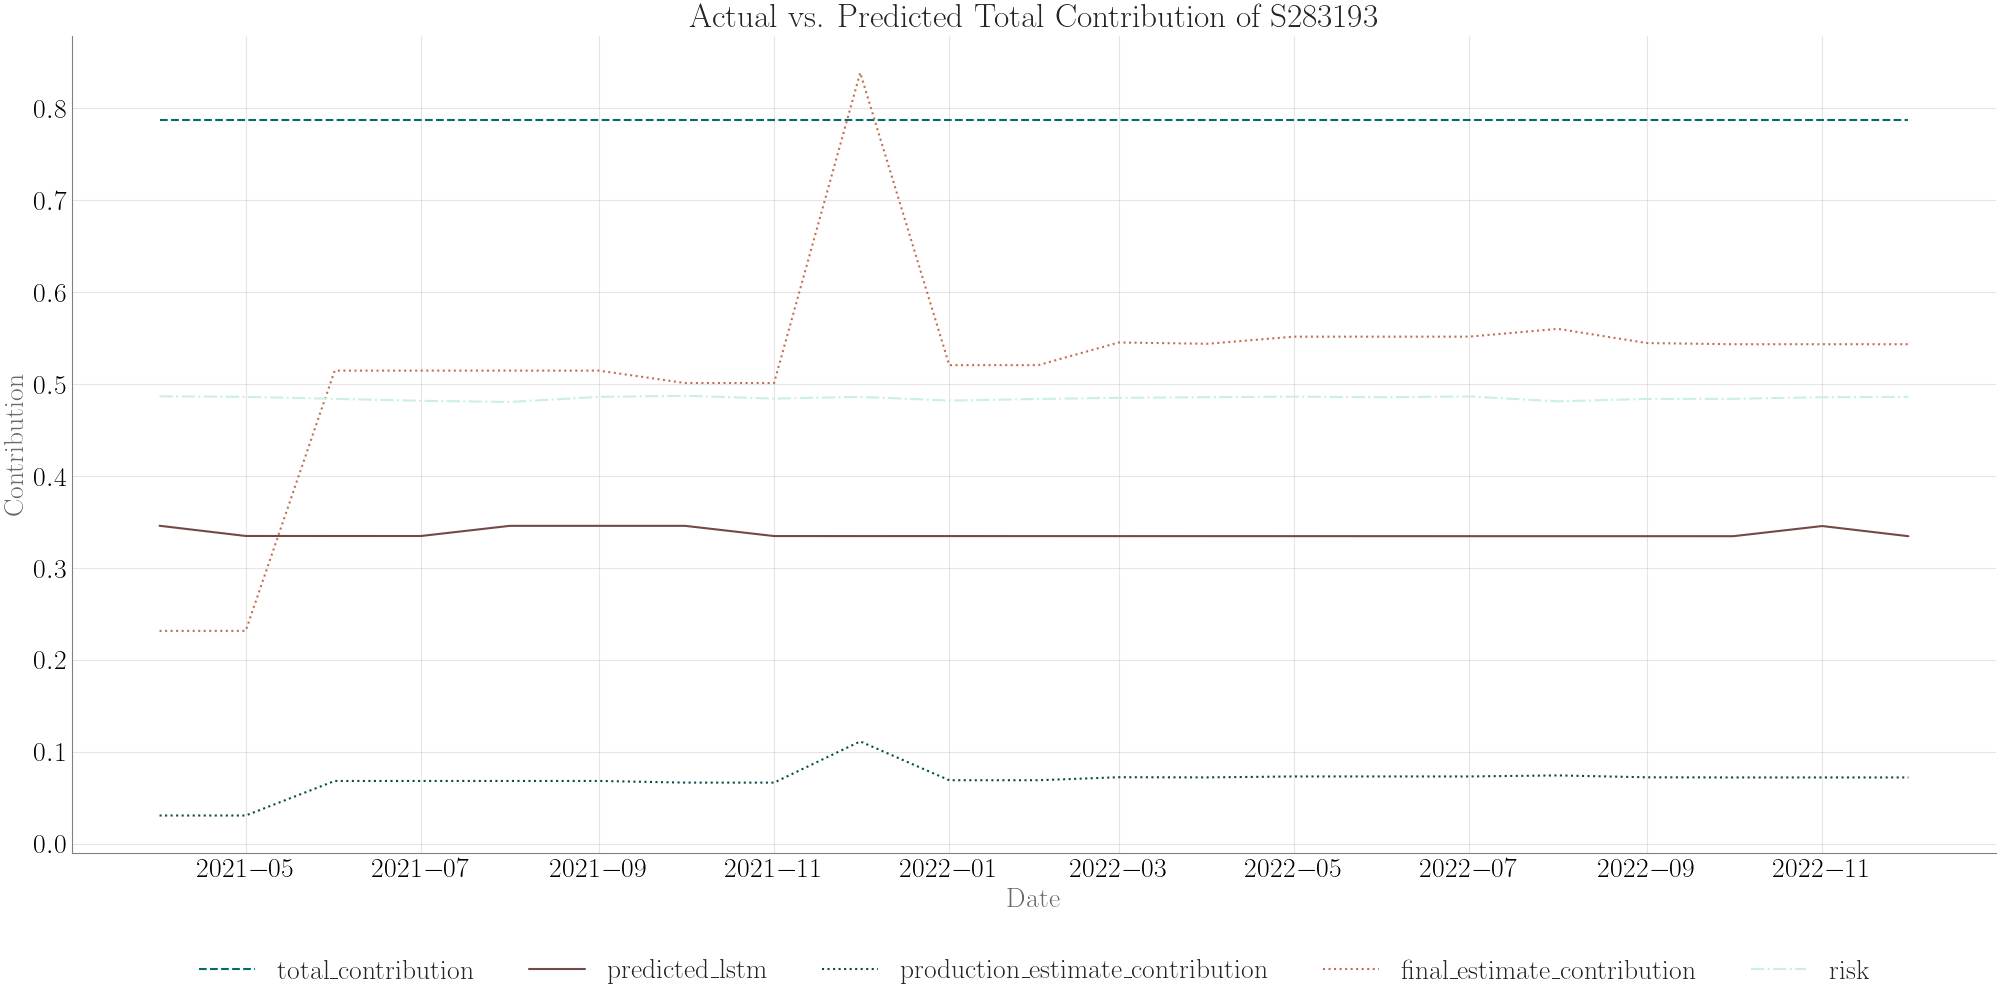 Actual vs. Predicted Total Contribution of S283193
0.8
0.7
0.6
0.5
0.4
0.3
0.2
0.1
0.0
Contribution
2021−05 2021−07 2021−09 2021−11 2022−01 2022−03 2022−05 2022−07 2022−09 2022−11
Date
total_contribution predicted_lstm production_estimate_contribution final_estimate_contribution risk